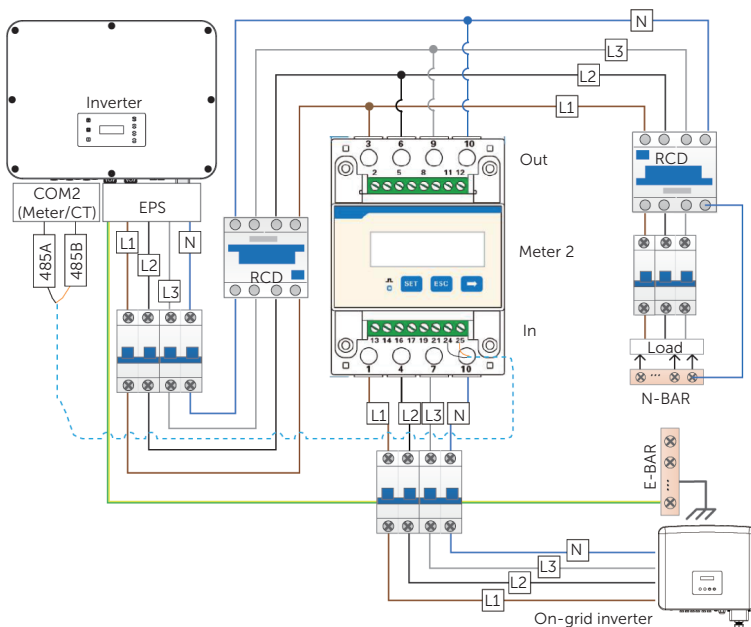 N
L3
L2
L1
Inverter
COM2
(Meter/CT)
EPS
485A
485B
L1
L2
L3
N
RCD
3 6 9 10
Out
2 5 8 11 12
Meter 2
SET ESC
In
13 14 16 17 19 21 24 25
1 4 7 10
L1 L2 L3 N
RCD
Load
...
N-BAR
E-BAR
...
N
L3
L2
L1
On-grid inverter